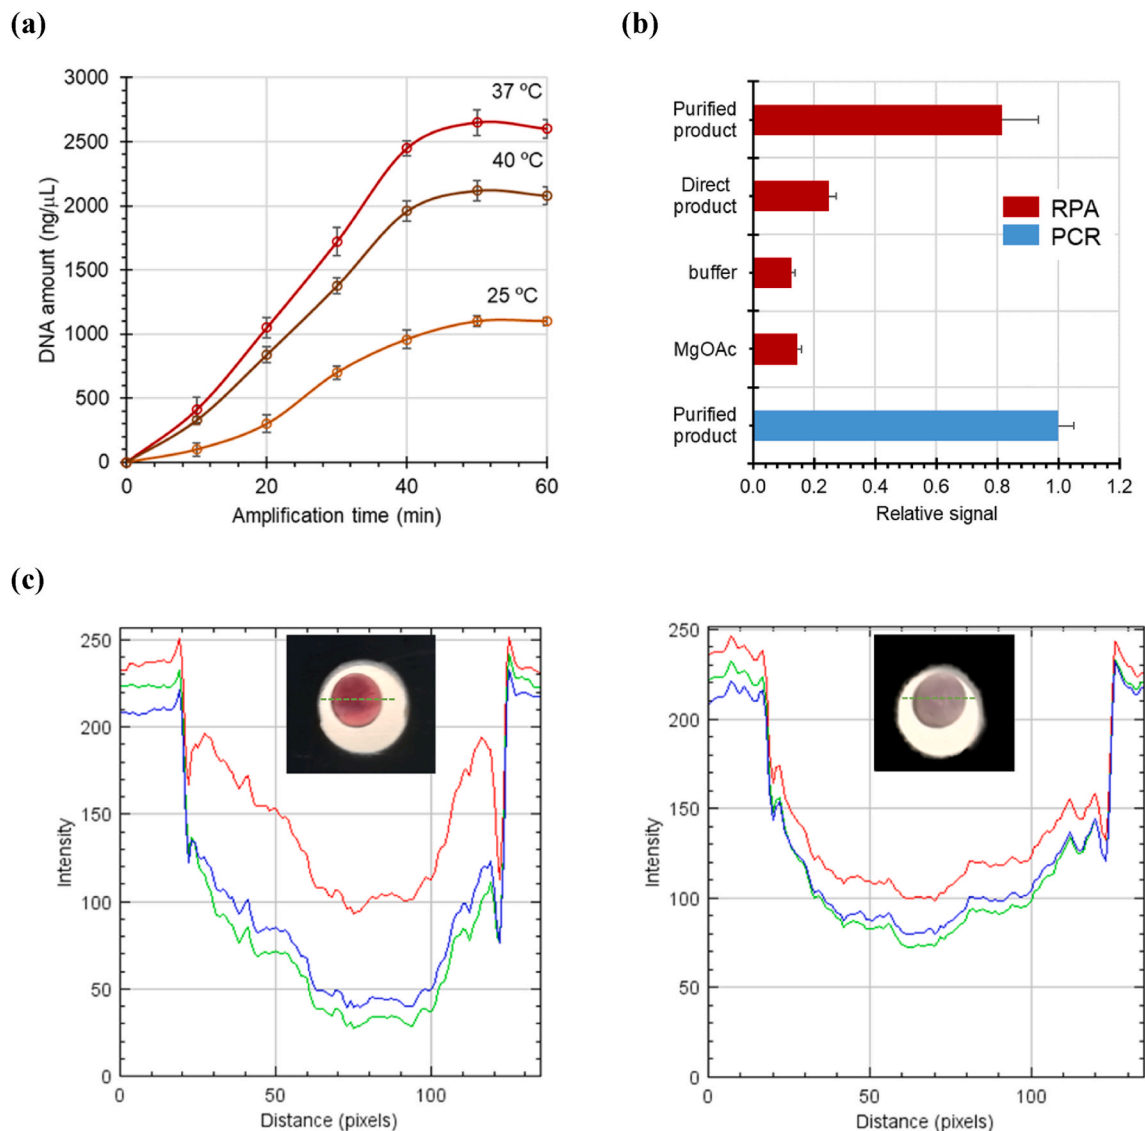 (a)
3000
2500
2000
1500
1000
500
0
DNA amount (ng/µL)
37 ºC
40 ºC
25 ºC
0 20 40 60
Amplification time (min)
(b)
Purified
product
Direct
product
buffer
MgOAc
Purified
product
RPA
PCR
0.0 0.2 0.4 0.6 0.8 1.0 1.2
Relative signal
(c)
250
200
150
100
50
0
Intensity
0 50 100
Distance (pixels)
250
200
150
100
50
0
Intensity
0 50 100
Distance (pixels)